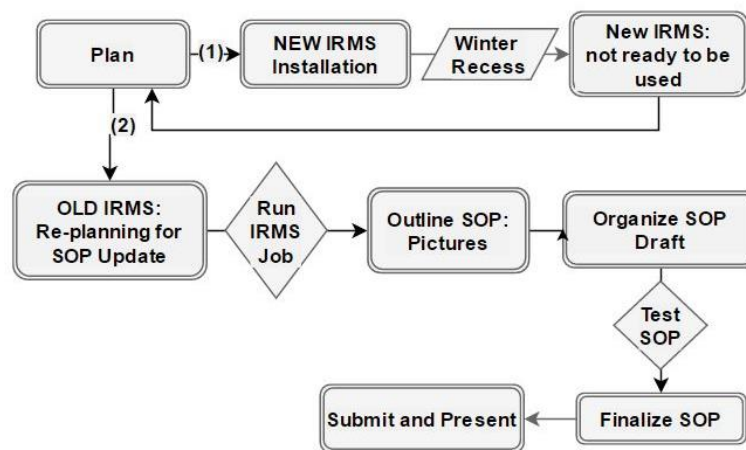 Plan
(1)
NEW IRMS
Installation
Winter
Recess
New IRMS:
not ready to be
used
(2)
OLD IRMS:
Re-planning for
SOP Update
Run
IRMS
Job
Outline SOP:
Pictures
Organize SOP
Draft
Test
SOP
Finalize SOP
Submit and Present